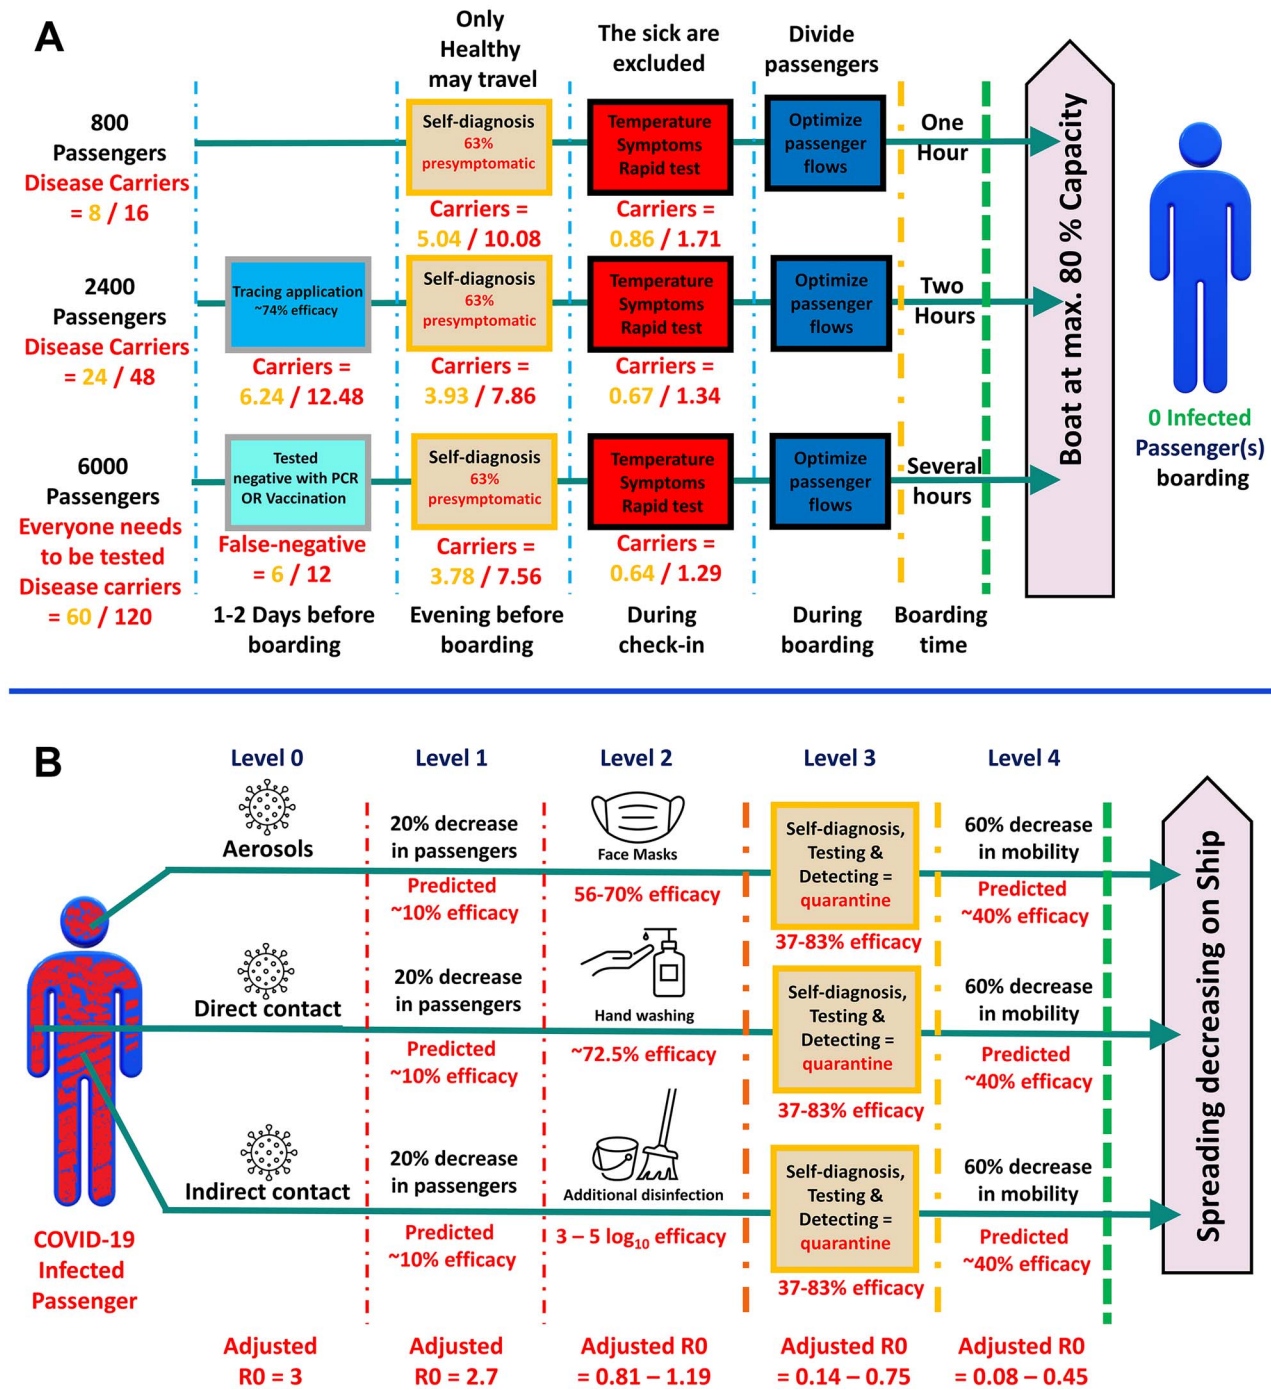 A
Only
Healthy
may travel
The sick are
excluded
Divide
passengers
800
Passengers
Disease Carriers
= 8 / 16
Self-diagnosis
63%
presymptomatic
Carriers =
5.04 / 10.08
Temperature
Symptoms
Rapid test
Carriers =
0.86 / 1.71
Optimize
passenger
flows
One
Hour
2400
Passengers
Disease Carriers
= 24 / 48
Tracing application
~74% efficacy
Carriers =
6.24 / 12.48
Self-diagnosis
63%
presymptomatic
Carriers =
3.93 / 7.86
Temperature
Symptoms
Rapid test
Carriers =
0.67 / 1.34
Optimize
passenger
flows
Two
Hours
6000
Passengers
Everyone needs
to be tested
Disease carriers
= 60 / 120
Tested
negative with PCR
OR Vaccination
False-negative
= 6 / 12
Self-diagnosis
63%
presymptomatic
Carriers =
3.78 / 7.56
Temperature
Symptoms
Rapid test
Carriers =
0.64 / 1.29
Optimize
passenger
flows
Several
hours
1-2 Days before
boarding
Evening before
boarding
During
check-in
During
boarding
Boarding
time
Boat at max. 80 % Capacity
0 Infected
Passenger(s)
boarding
B
Level 0
Level 1
Level 2
Level 3
Level 4
Aerosols
20% decrease
in passengers
Predicted
~10% efficacy
Face Masks
56-70% efficacy
Self-diagnosis,
Testing &
Detecting =
quarantine
37-83% efficacy
60% decrease
in mobility
Predicted
~40% efficacy
Direct contact
20% decrease
in passengers
Predicted
~10% efficacy
Hand washing
~72.5% efficacy
Self-diagnosis,
Testing &
Detecting =
quarantine
37-83% efficacy
60% decrease
in mobility
Predicted
~40% efficacy
Indirect contact
20% decrease
in passengers
Predicted
~10% efficacy
Additional disinfection
3 – 5 log₁₀ efficacy
Self-diagnosis,
Testing &
Detecting =
quarantine
37-83% efficacy
60% decrease
in mobility
Predicted
~40% efficacy
Spreading decreasing on Ship
COVID-19
Infected
Passenger
Adjusted
R0 = 3
Adjusted
R0 = 2.7
Adjusted R0
= 0.81 – 1.19
Adjusted R0
= 0.14 – 0.75
Adjusted R0
= 0.08 – 0.45